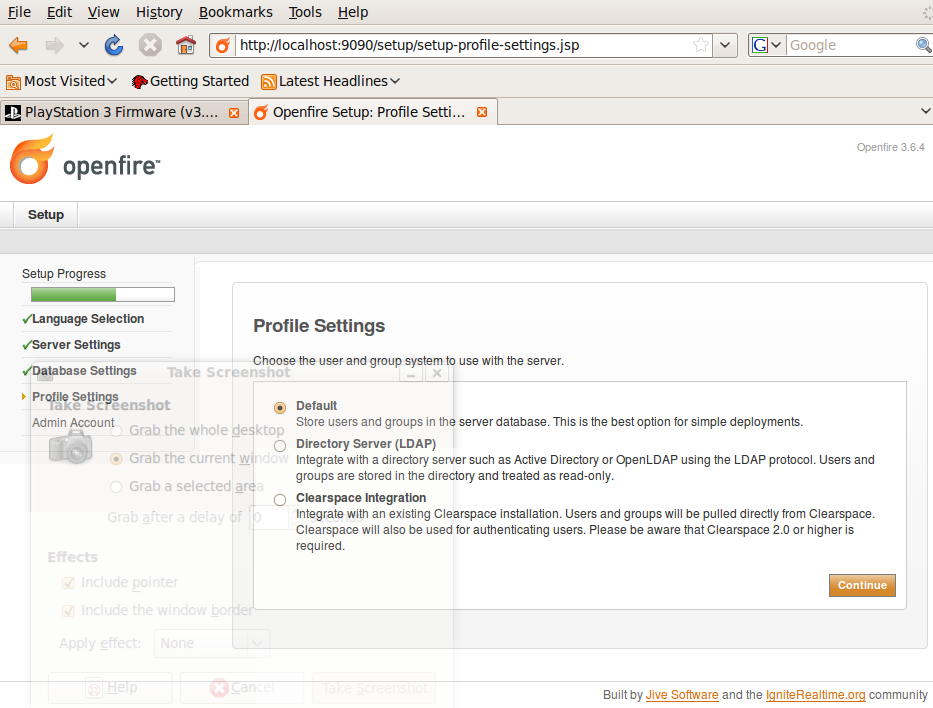 File Edit View History Bookmarks Tools Help
http://localhost:9090/setup/setup-profile-settings.jsp
G Google
Most Visited Getting Started Latest Headlines
PlayStation 3 Firmware (v3.... Openfire Setup: Profile Setti...
openfire™
Openfire 3.6.4
Setup
Setup Progress
Language Selection
Server Settings
Database Settings
Profile Settings
Admin Account
Profile Settings
Choose the user and group system to use with the server.
Default
Store users and groups in the server database. This is the best option for simple deployments.
Directory Server (LDAP)
Integrate with a directory server such as Active Directory or OpenLDAP using the LDAP protocol. Users and
groups are stored in the directory and treated as read-only.
Clearspace Integration
Integrate with an existing Clearspace installation. Users and groups will be pulled directly from Clearspace.
Clearspace will also be used for authenticating users. Please be aware that Clearspace 2.0 or higher is
required.
Continue
Take Screenshot
Take Screenshot
Grab the whole desktop
Grab the current window
Grab a selected area
Grab after a delay of 0 seconds
Effects
Include pointer
Include the window border
Apply effect: None
Help Cancel Take Screenshot
Built by Jive Software and the IgniteRealtime.org community